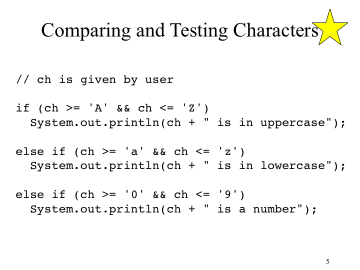 Comparing and Testing Characters
// ch is given by user
if (ch >= 'A' && ch <= 'Z')
System.out.println(ch + " is in uppercase");
else if (ch >= 'a' && ch <= 'z')
System.out.println(ch + " is in lowercase");
else if (ch >= '0' && ch <= '9')
System.out.println(ch + " is a number");
5